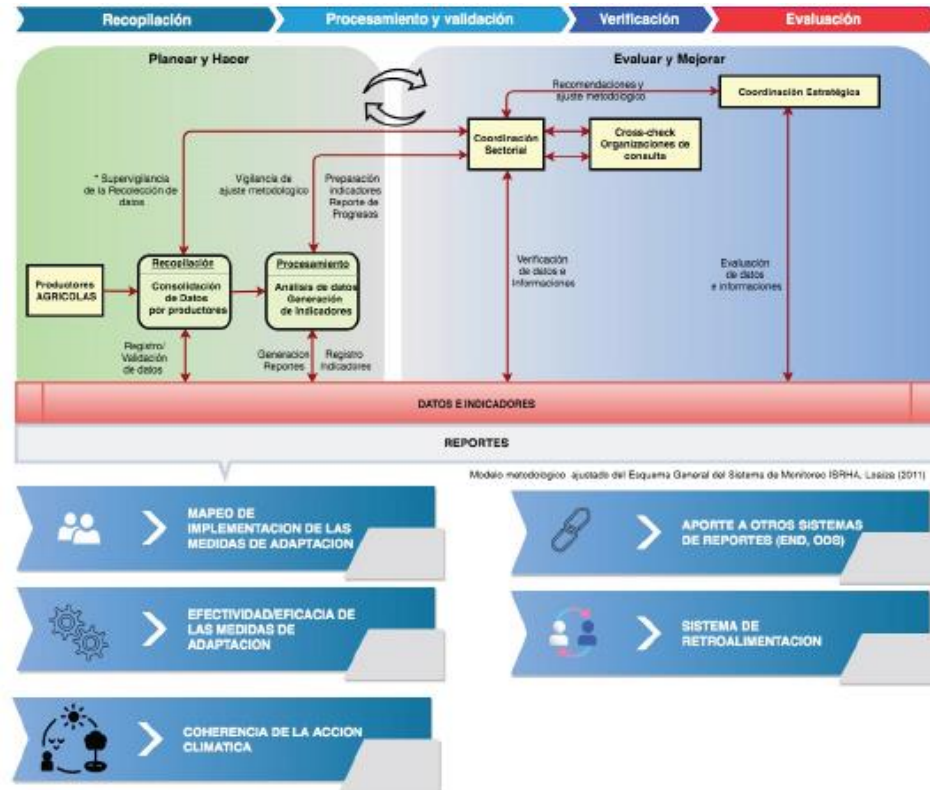 Recopilación
Procesamiento y validación
Verificación
Evaluación
Planear y Hacer
Evaluar y Mejorar
Recomendaciones y
ajuste metodologico
Coordinación Estratégica
Coordinación
Sectorial
Cross-check
Organizaciones de
consulta
* Supervigilancia
de la Recolección de
datos
Vigilancia de
ajuste metodologico
Preparación
indicadores
Reporte de
Progresos
Productores
AGRICOLAS
Recopilación
Consolidación
de Datos
por productores
Procesamiento
Análisis de datos
Generación
de Indicadores
Verificación
de datos e
Informaciones
Evaluación
de datos
e informaciones
Registro/
Validación
de datos
Generacion
Reportes
Registro
Indicadores
DATOS E INDICADORES
REPORTES
Modelo metodologico ajustado del Esquema General del Sistema de Monitoreo ISRHA, Loaiza (2011)
MAPEO DE
IMPLEMENTACION DE LAS
MEDIDAS DE ADAPTACION
APORTE A OTROS SISTEMAS
DE REPORTES (END, ODS)
EFECTIVIDAD/EFICACIA DE
LAS MEDIDAS DE
ADAPTACION
SISTEMA DE
RETROALIMENTACION
COHERENCIA DE LA ACCION
CLIMATICA